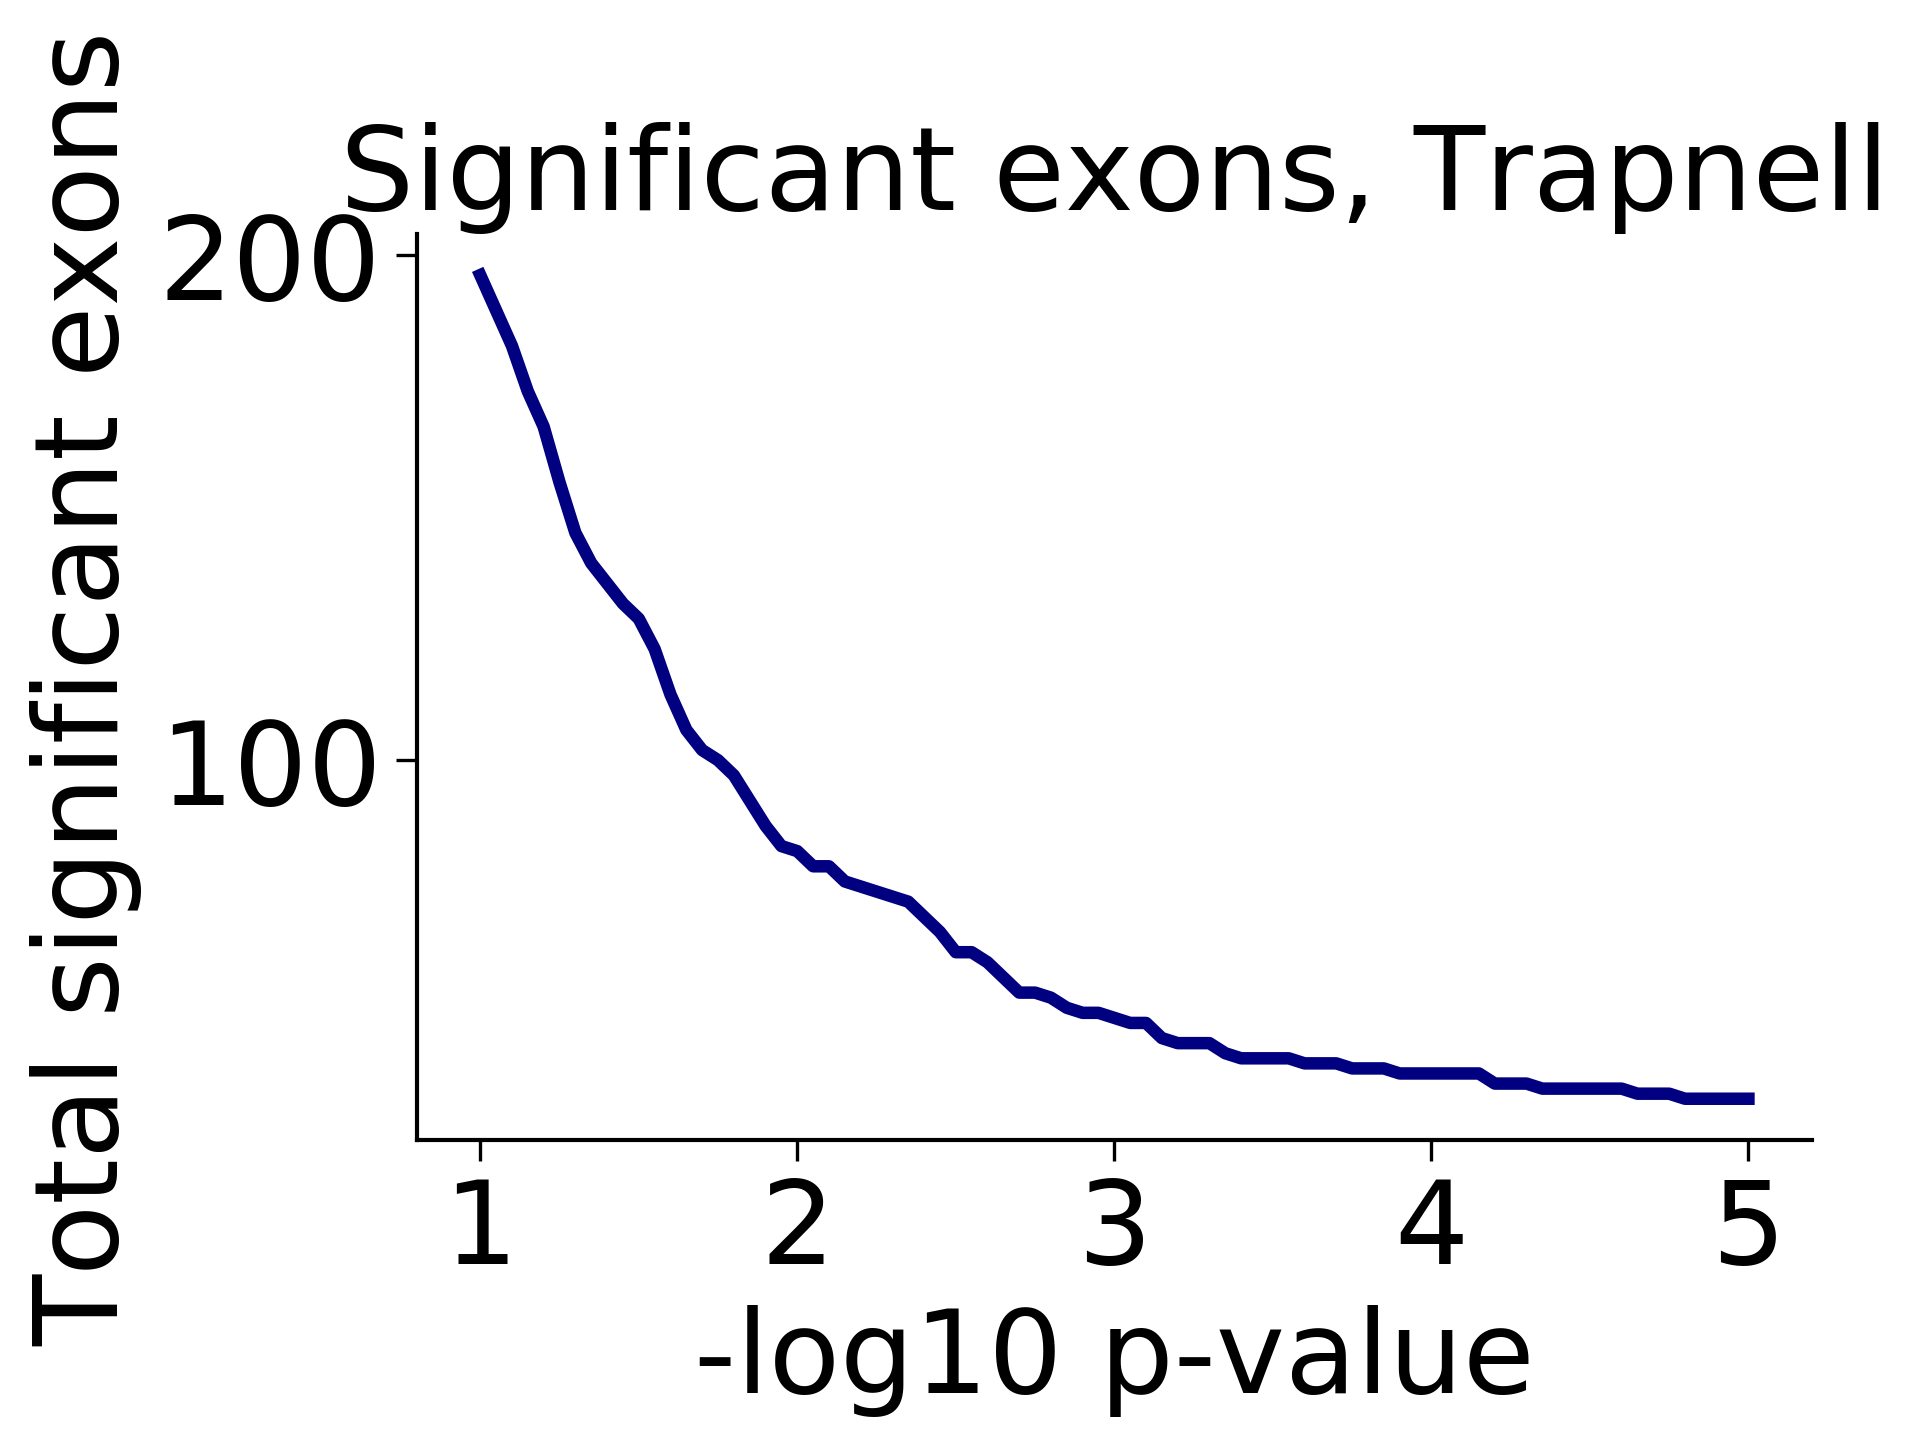 Significant exons, Trapnell
Total significant exons
200
100
1 2 3 4 5
-log10 p-value